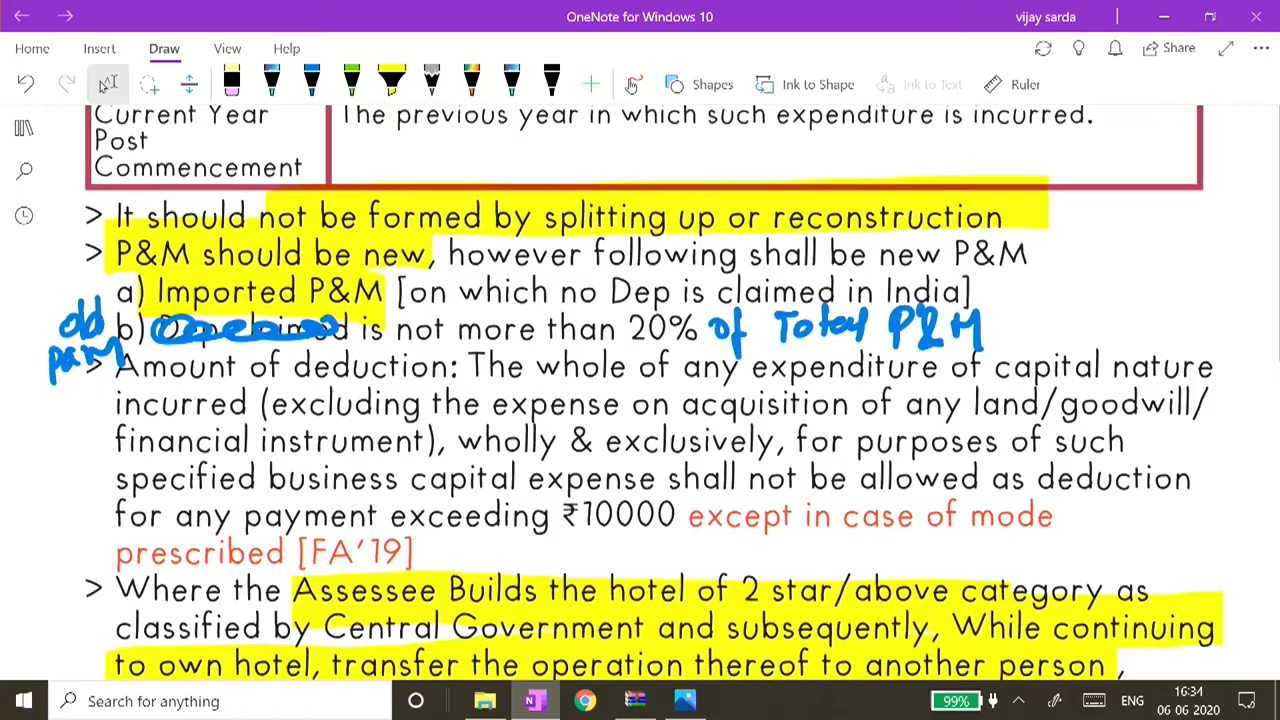 OneNote for Windows 10
vijay sarda
Home Insert Draw View Help
Share
Shapes Ink to Shape Ink to Text Ruler
Current Year The previous year in which such expenditure is incurred.
Post
Commencement
> It should not be formed by splitting up or reconstruction
> P&M should be new, however following shall be new P&M
a) Imported P&M [on which no Dep is claimed in India]
old b) is not more than 20% of Total P&M
P&M
> Amount of deduction: The whole of any expenditure of capital nature
incurred (excluding the expense on acquisition of any land/goodwill/
financial instrument), wholly & exclusively, for purposes of such
specified business capital expense shall not be allowed as deduction
for any payment exceeding ₹10000 except in case of mode
prescribed [FA'19]
> Where the Assessee Builds the hotel of 2 star/above category as
classified by Central Government and subsequently, While continuing
to own hotel, transfer the operation thereof to another person ,
Search for anything
99%
ENG
16:34
06-06-2020